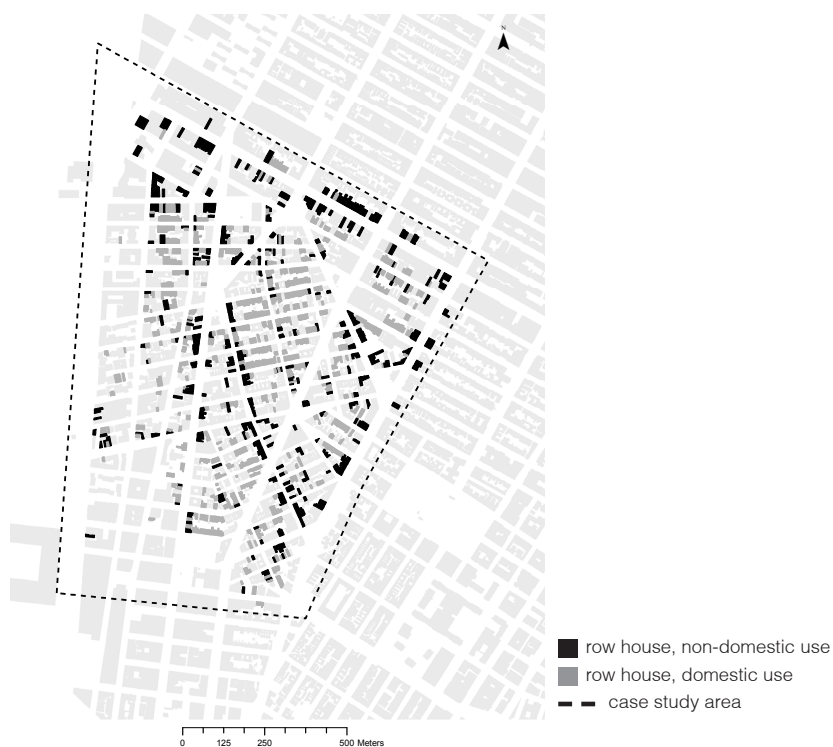 N
row house, non-domestic use
row house, domestic use
case study area
0 125 250 500 Meters